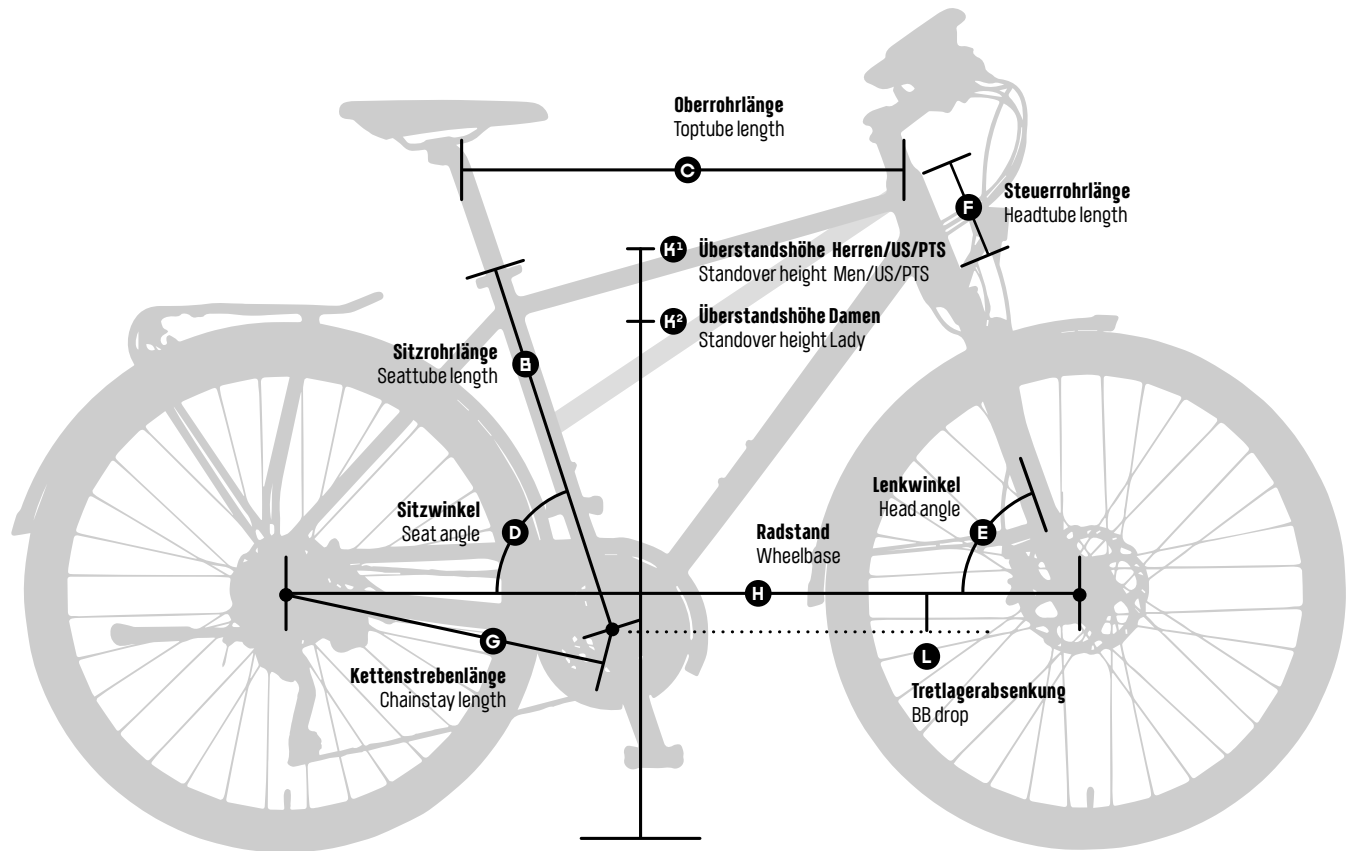 Oberrohrlänge
Toptube length
C
F
Steuerrohrlänge
Headtube length
K¹
Überstandshöhe Herren/US/PTS
Standover height Men/US/PTS
K²
Überstandshöhe Damen
Standover height Lady
Sitzrohrlänge
Seattube length
B
Sitzwinkel
Seat angle
D
Radstand
Wheelbase
H
Lenkwinkel
Head angle
E
G
Kettenstrebenlänge
Chainstay length
L
Tretlagerabsenkung
BB drop